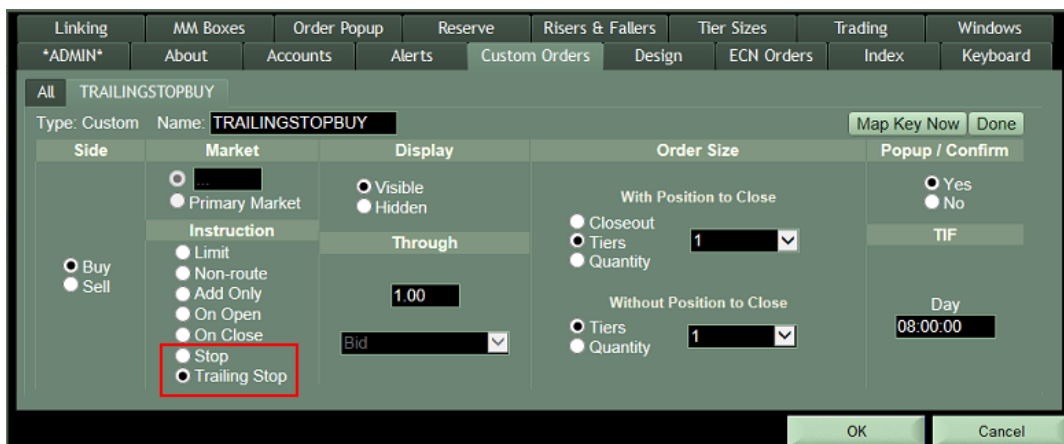 Linking MM Boxes Order Popup Reserve Risers & Fallers Tier Sizes Trading Windows
*ADMIN* About Accounts Alerts Custom Orders Design ECN Orders Index Keyboard
All TRAILINGSTOPBUY
Type: Custom Name: TRAILINGSTOPBUY Map Key Now Done
Side Market Display Order Size Popup / Confirm
Buy
Sell
...
Primary Market
Instruction
Limit
Non-route
Add Only
On Open
On Close
Stop
Trailing Stop
Visible
Hidden
Through
1.00
Bid
With Position to Close
Closeout
Tiers 1
Quantity
Without Position to Close
Tiers 1
Quantity
Yes
No
TIF
Day
08:00:00
OK Cancel